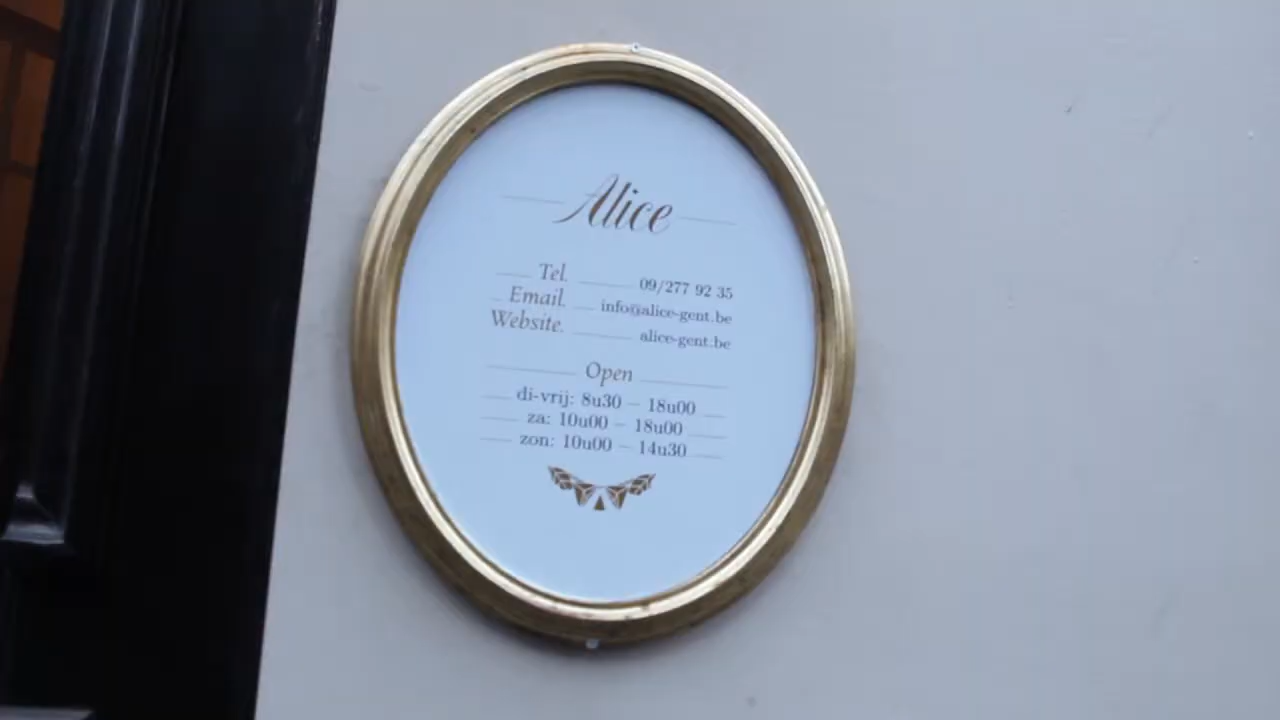 Alice
Tel. 09/277 92 35
Email. info@alice-gent.be
Website. alice-gent.be
Open
di-vrij: 8u30 – 18u00
za: 10u00 – 18u00
zon: 10u00 – 14u30